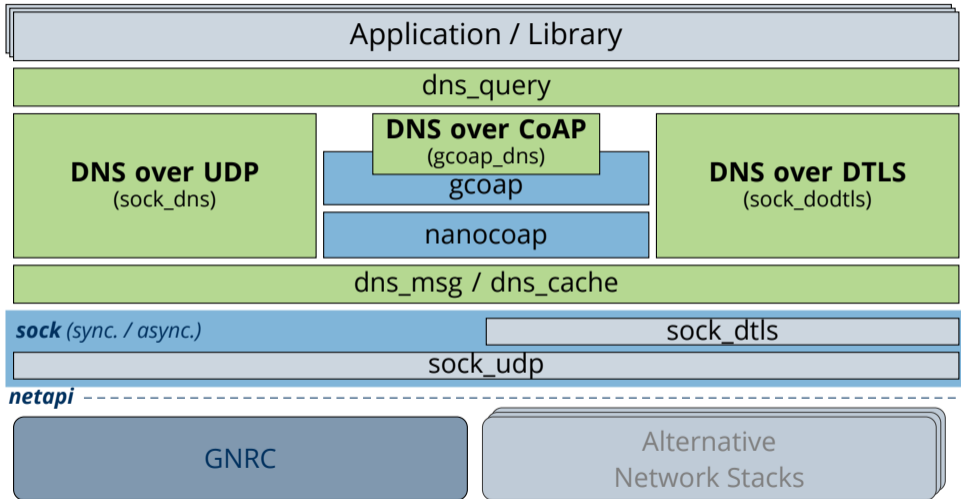 Application / Library
dns_query
DNS over UDP
(sock_dns)
DNS over CoAP
(gcoap_dns)
gcoap
nanocoap
DNS over DTLS
(sock_dodtls)
dns_msg / dns_cache
sock (sync. / async.)
sock_dtls
sock_udp
netapi
GNRC
Alternative
Network Stacks